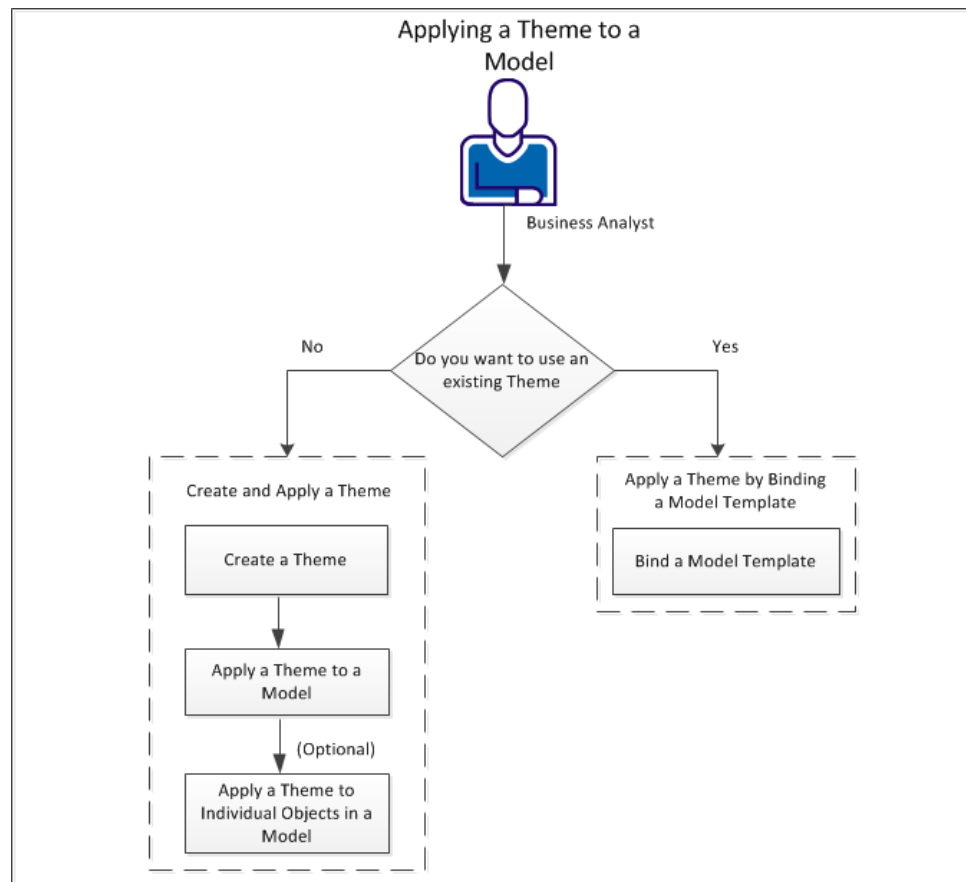 Applying a Theme to a
Model
Business Analyst
No
Yes
Do you want to use an
existing Theme
Create and Apply a Theme
Create a Theme
Apply a Theme to a
Model
(Optional)
Apply a Theme to
Individual Objects in a
Model
Apply a Theme by Binding
a Model Template
Bind a Model Template